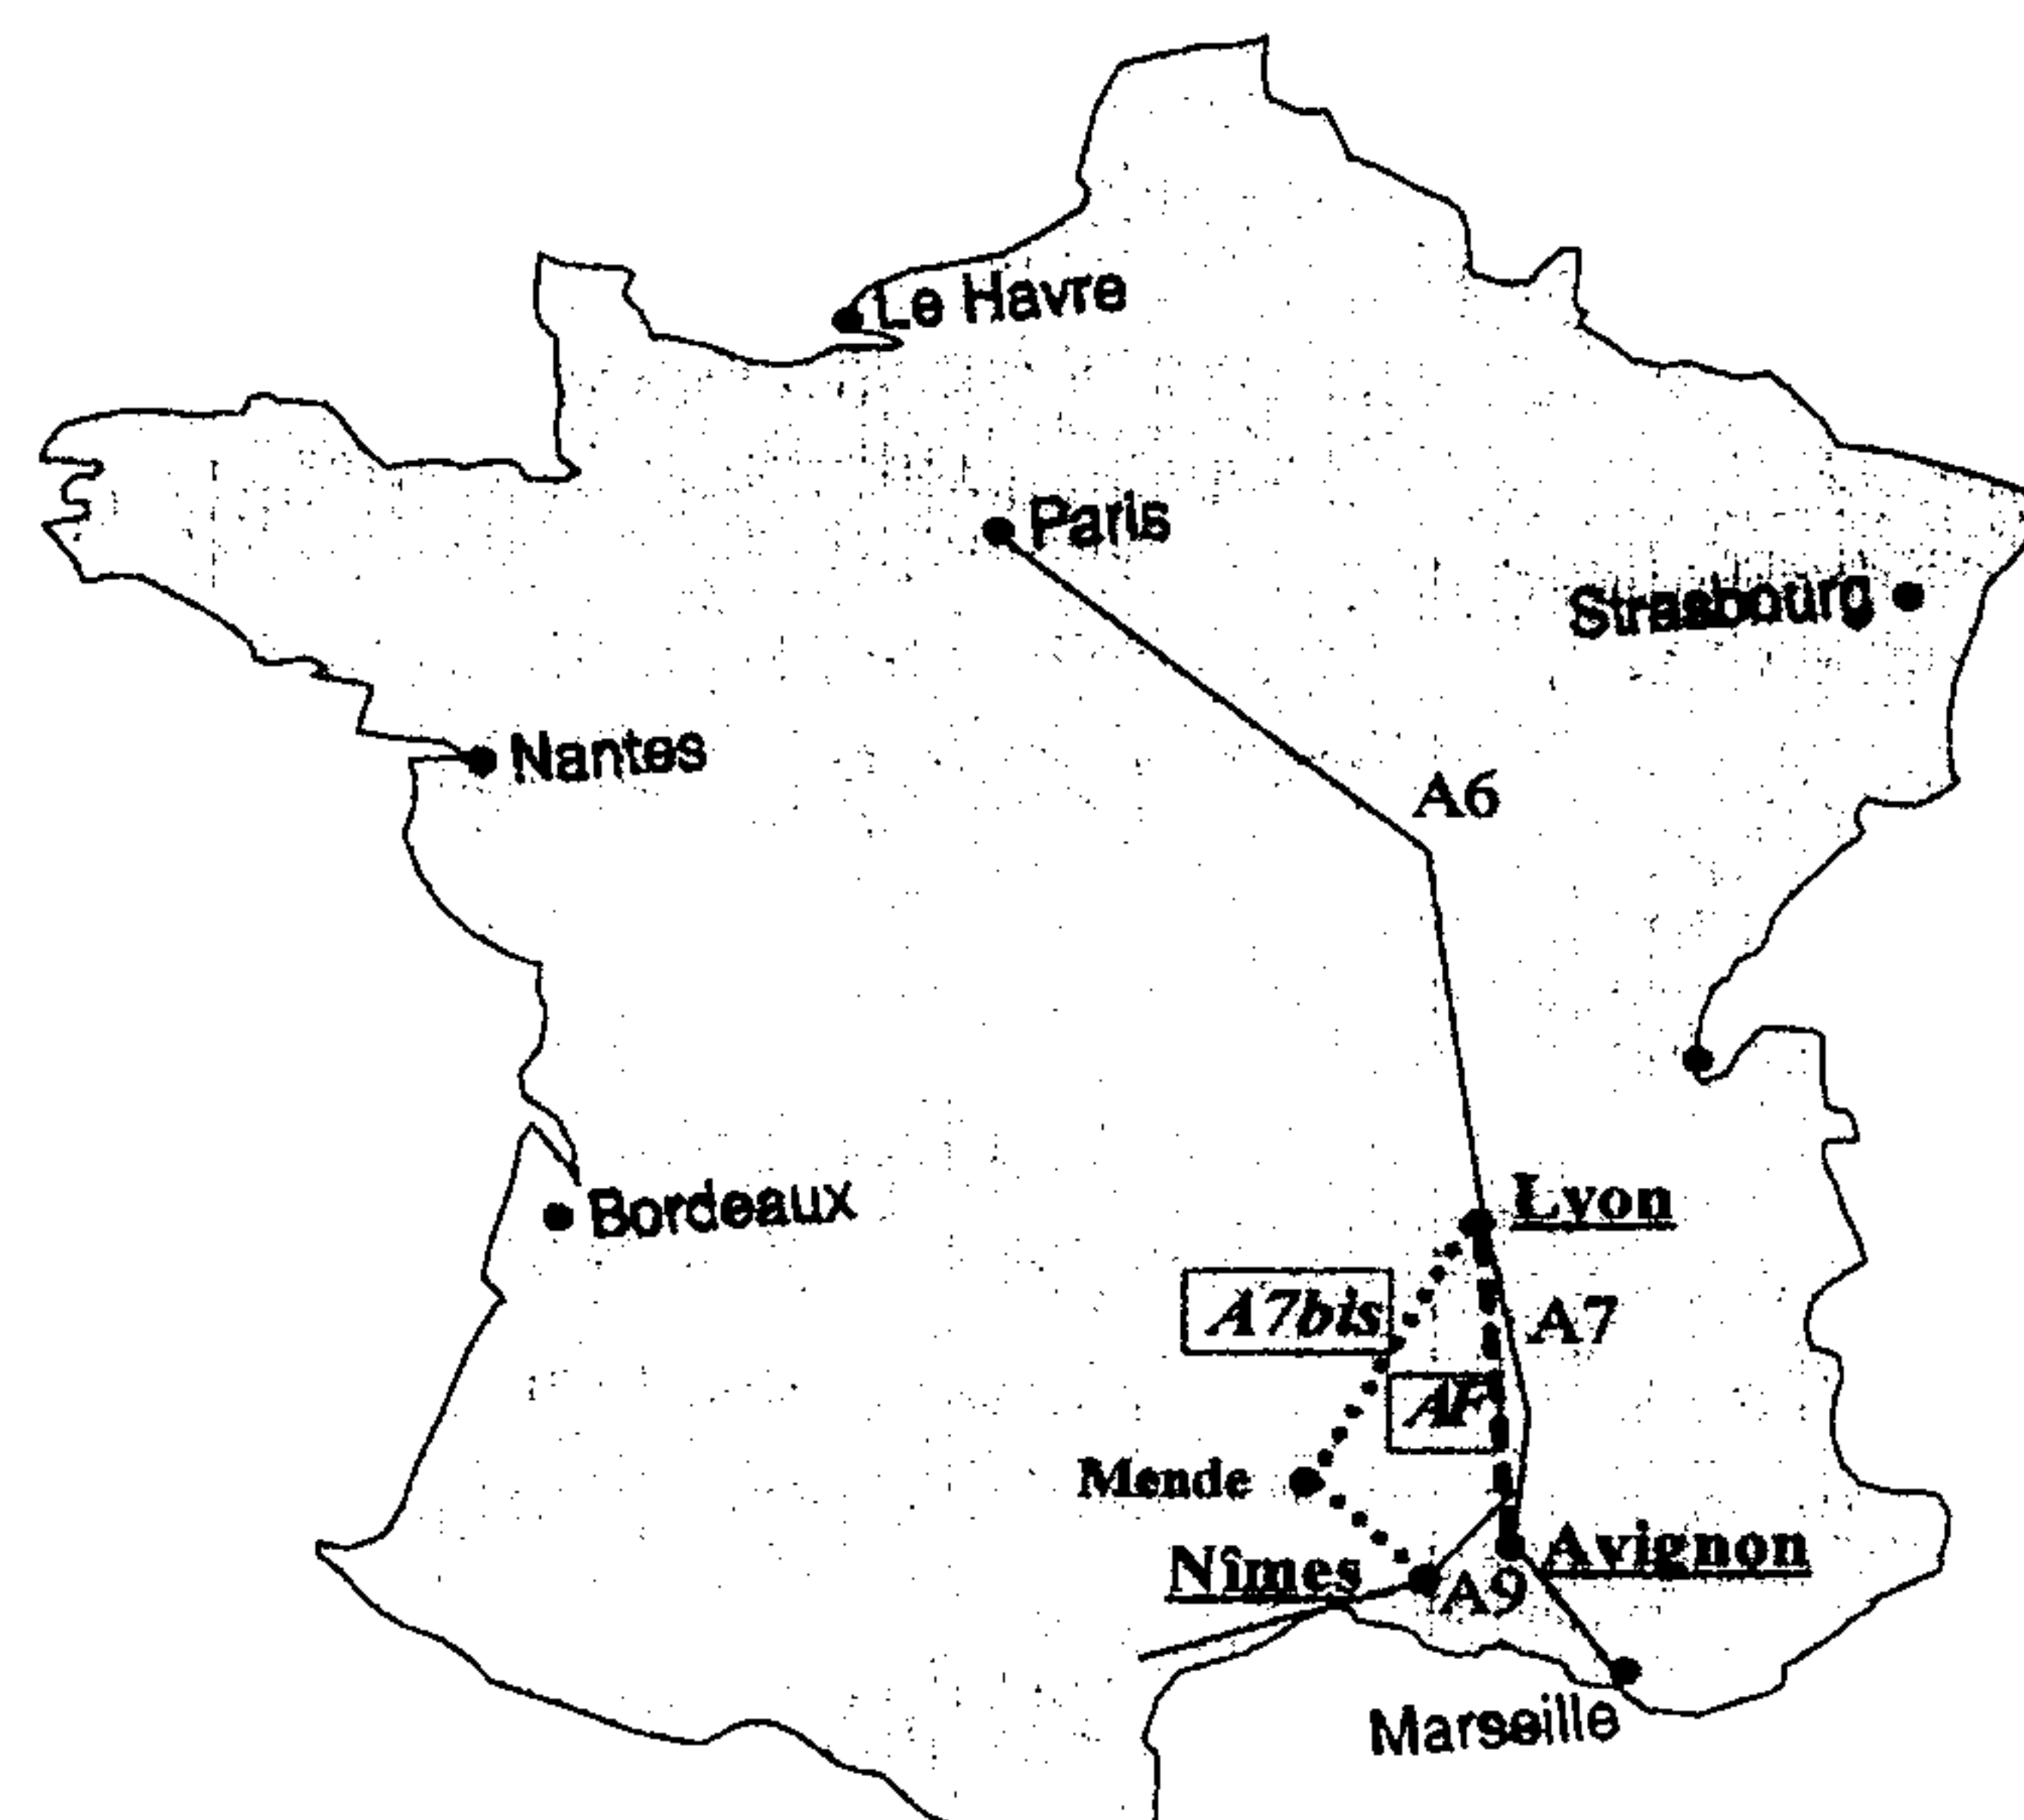 Le Havre
Paris
Strasbourg
Nantes
A6
Lyon
Bordeaux
A7bis
A7
AF
Mende
Avignon
Nîmes
A9
Marseille